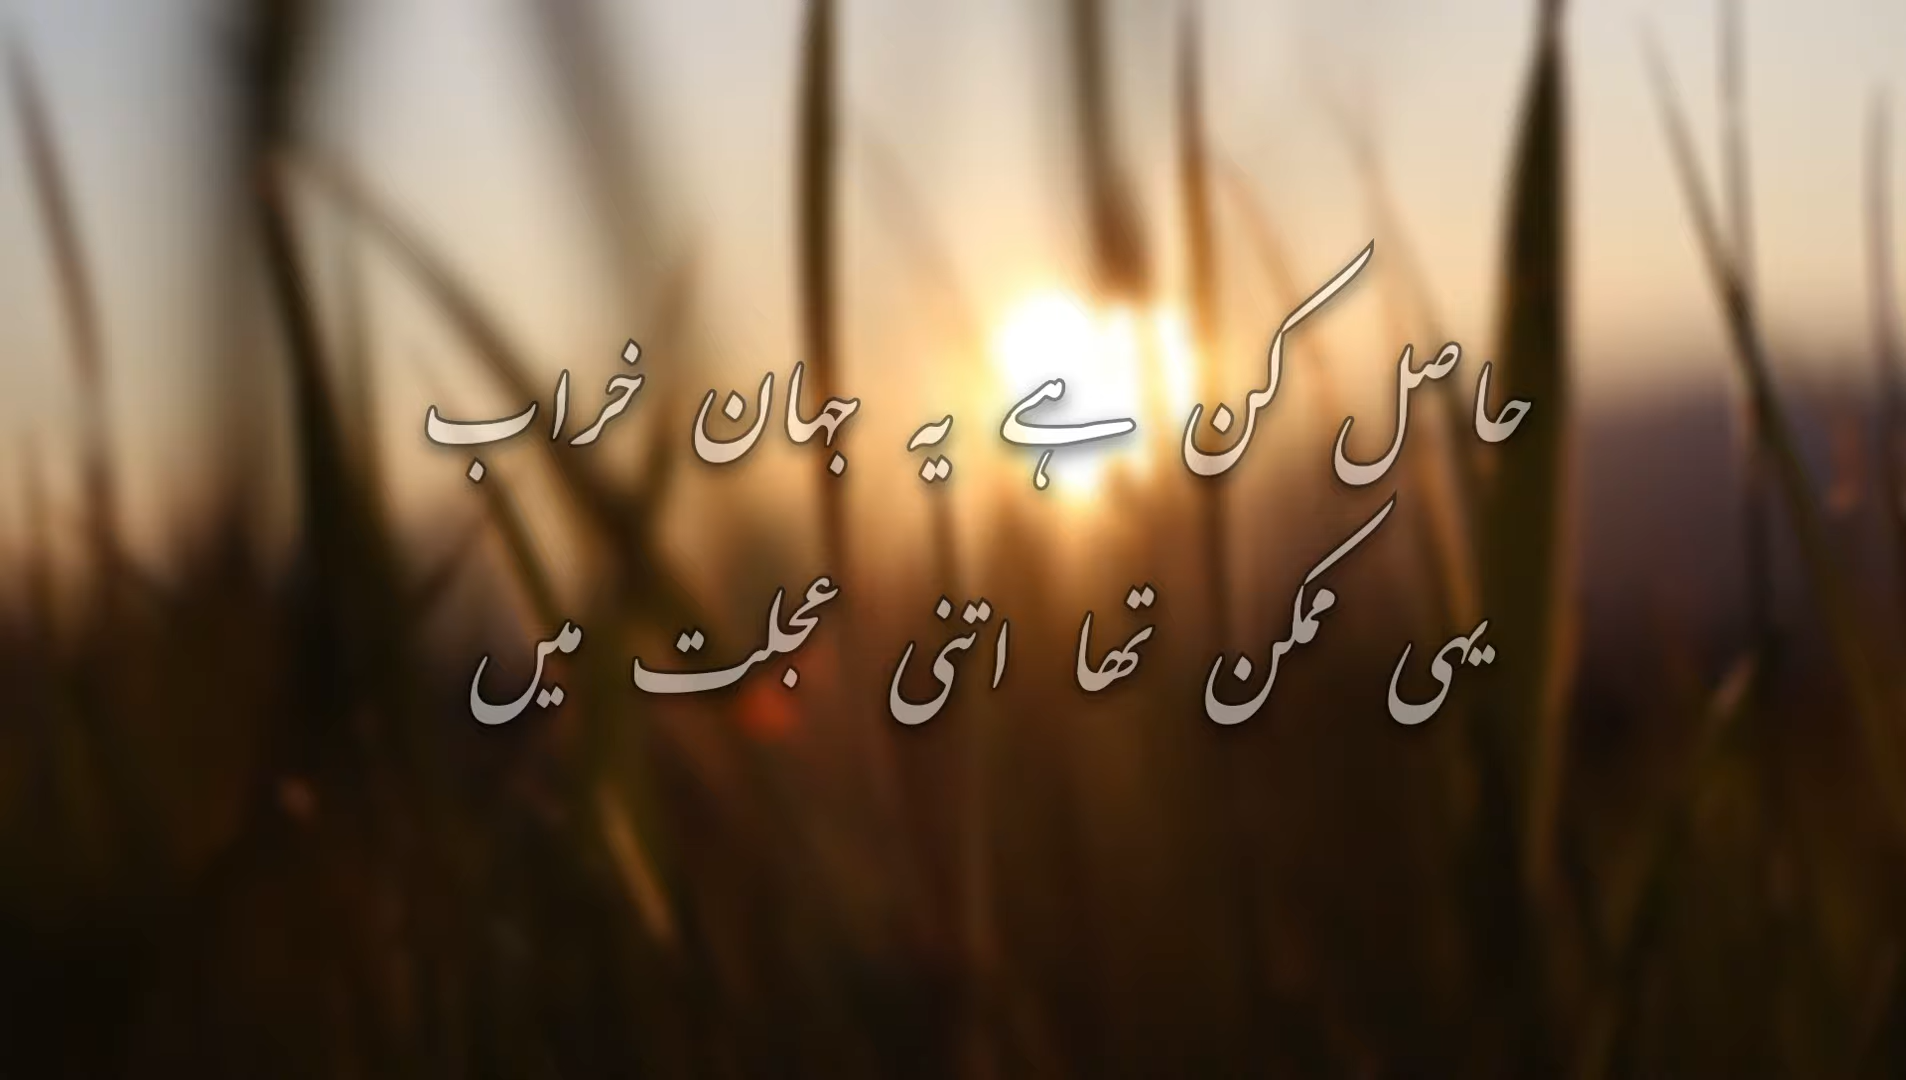 حاصل کن ہے یہ جہان خراب
یہی ممکن تھا اتنی عجلت میں